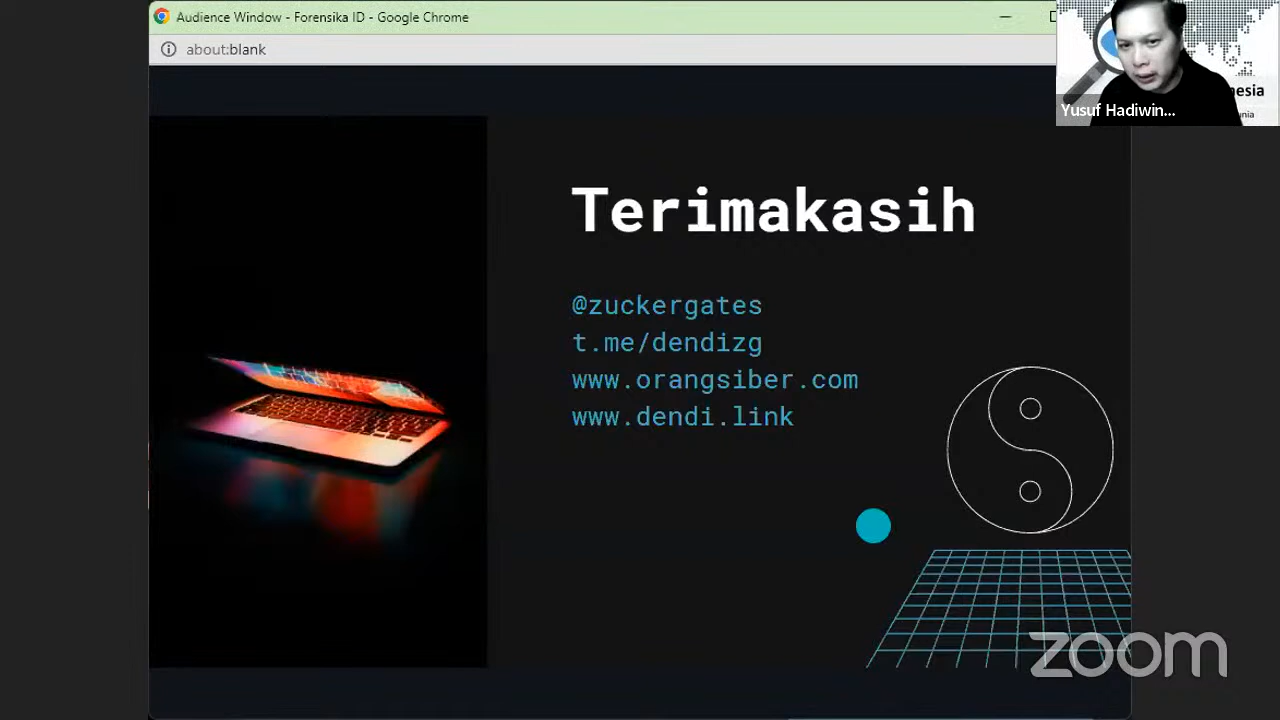 Audience Window - Forensika ID - Google Chrome
about:blank
nesia
Yusuf Hadiwin...
Terimakasih
@zuckergates
t.me/dendizg
www.orangsiber.com
www.dendi.link
zoom